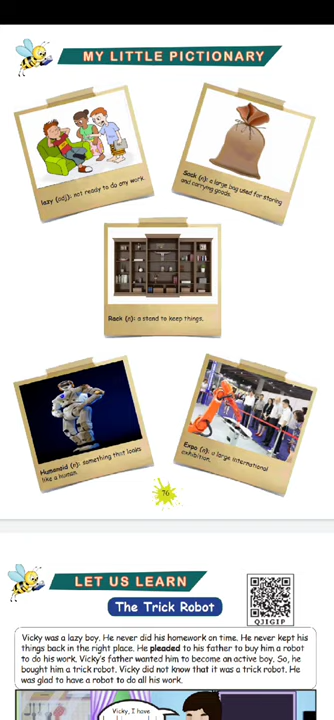 MY LITTLE PICTIONARY
lazy (adj): not ready to do any work.
Sack (n): a large bag used for storing
and carrying goods.
Rack (n): a stand to keep things.
Humanoid (n): something that looks
like a human.
Expo (n): a large international
exhibition.
76
LET US LEARN
Q3IG1P
The Trick Robot
Vicky was a lazy boy. He never did his homework on time. He never kept his
things back in the right place. He pleaded to his father to buy him a robot
to do his work. Vicky's father wanted him to become an active boy. So, he
bought him a trick robot. Vicky did not know that it was a trick robot. He
was glad to have a robot to do all his work.
Vicky, I have